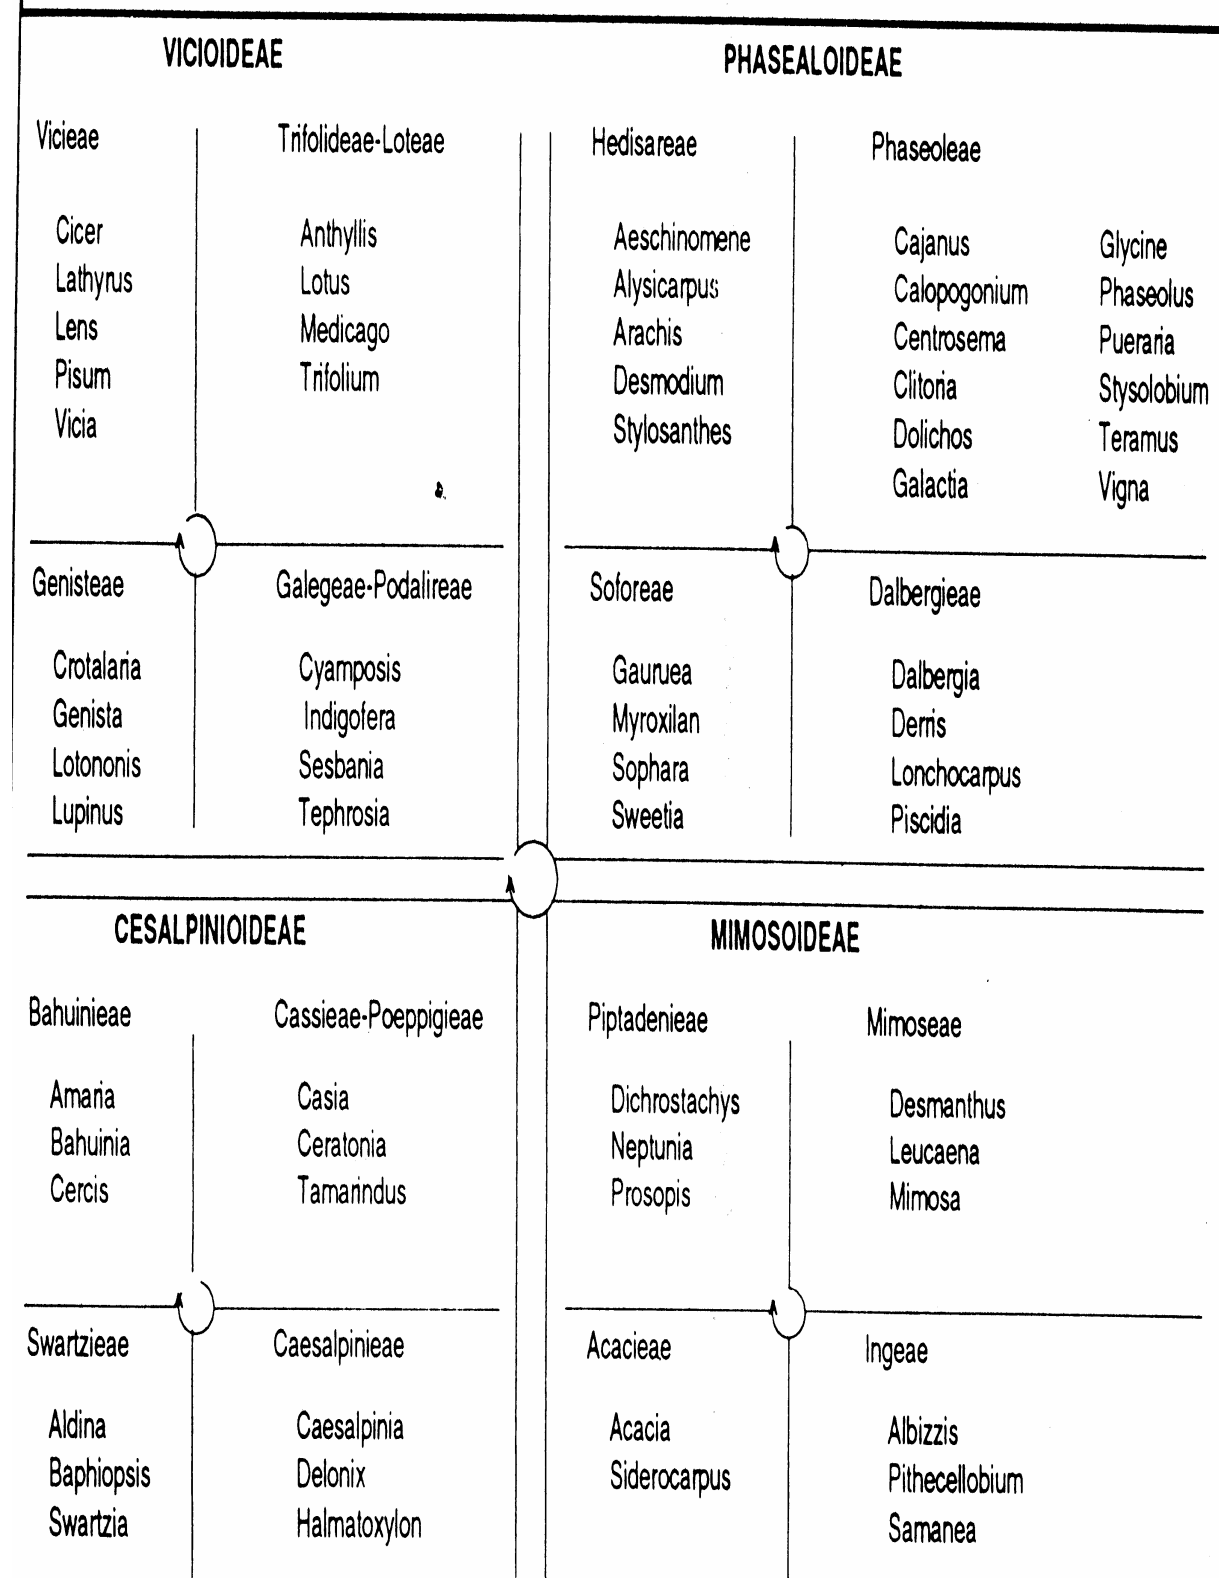 VICIOIDEAE
Vicieae
Cicer
Lathyrus
Lens
Pisum
Vicia
Trifolideae-Loteae
Anthyllis
Lotus
Medicago
Trifolium
Genisteae
Crotalaria
Genista
Lotononis
Lupinus
Galegeae-Podalireae
Cyamposis
Indigofera
Sesbania
Tephrosia
PHASEALOIDEAE
Hedisareae
Aeschinomene
Alysicarpus
Arachis
Desmodium
Stylosanthes
Phaseoleae
Cajanus
Calopogonium
Centrosema
Clitoria
Dolichos
Galactia
Glycine
Phaseolus
Pueraria
Stysolobium
Teramus
Vigna
Soforeae
Gauruea
Myroxilan
Sophara
Sweetia
Dalbergieae
Dalbergia
Derris
Lonchocarpus
Piscidia
CESALPINIOIDEAE
Bahuinieae
Amaria
Bahuinia
Cercis
Cassieae-Poeppigieae
Casia
Ceratonia
Tamarindus
Swartzieae
Aldina
Baphiopsis
Swartzia
Caesalpinieae
Caesalpinia
Delonix
Halmatoxylon
MIMOSOIDEAE
Piptadenieae
Dichrostachys
Neptunia
Prosopis
Mimoseae
Desmanthus
Leucaena
Mimosa
Acacieae
Acacia
Siderocarpus
Ingeae
Albizzis
Pithecellobium
Samanea